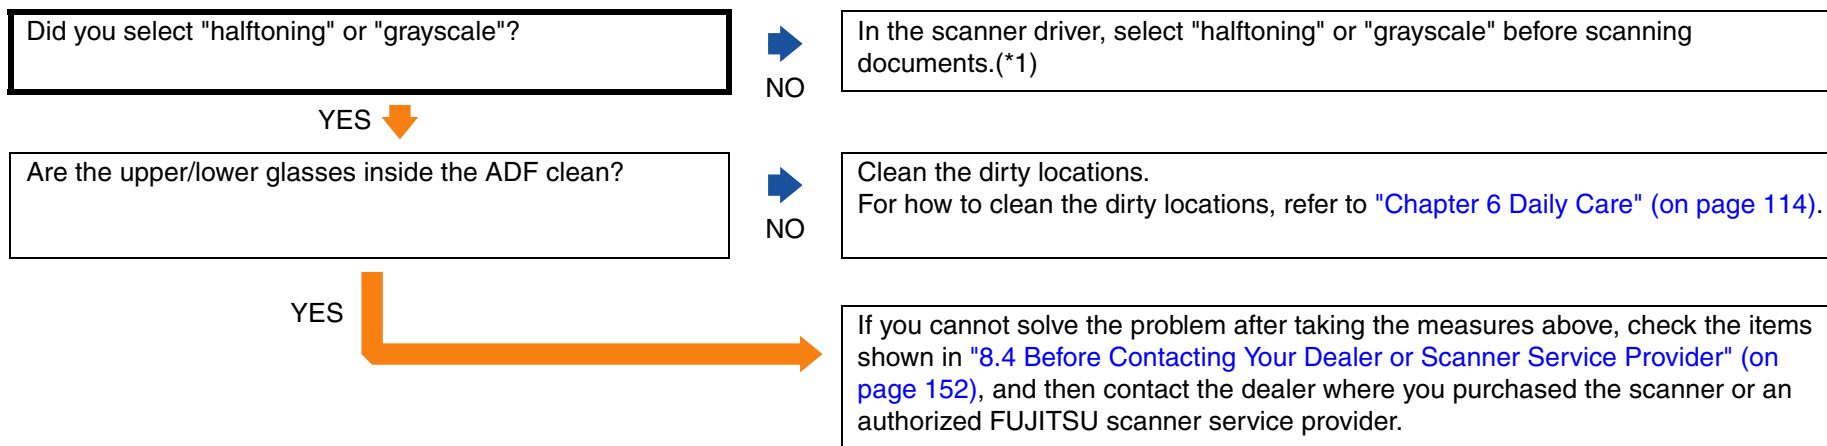 Did you select "halftoning" or "grayscale"?
NO
In the scanner driver, select "halftoning" or "grayscale" before scanning
documents.(*1)
YES
Are the upper/lower glasses inside the ADF clean?
NO
Clean the dirty locations.
For how to clean the dirty locations, refer to "Chapter 6 Daily Care" (on page 114).
YES
If you cannot solve the problem after taking the measures above, check the items
shown in "8.4 Before Contacting Your Dealer or Scanner Service Provider" (on
page 152), and then contact the dealer where you purchased the scanner or an
authorized FUJITSU scanner service provider.